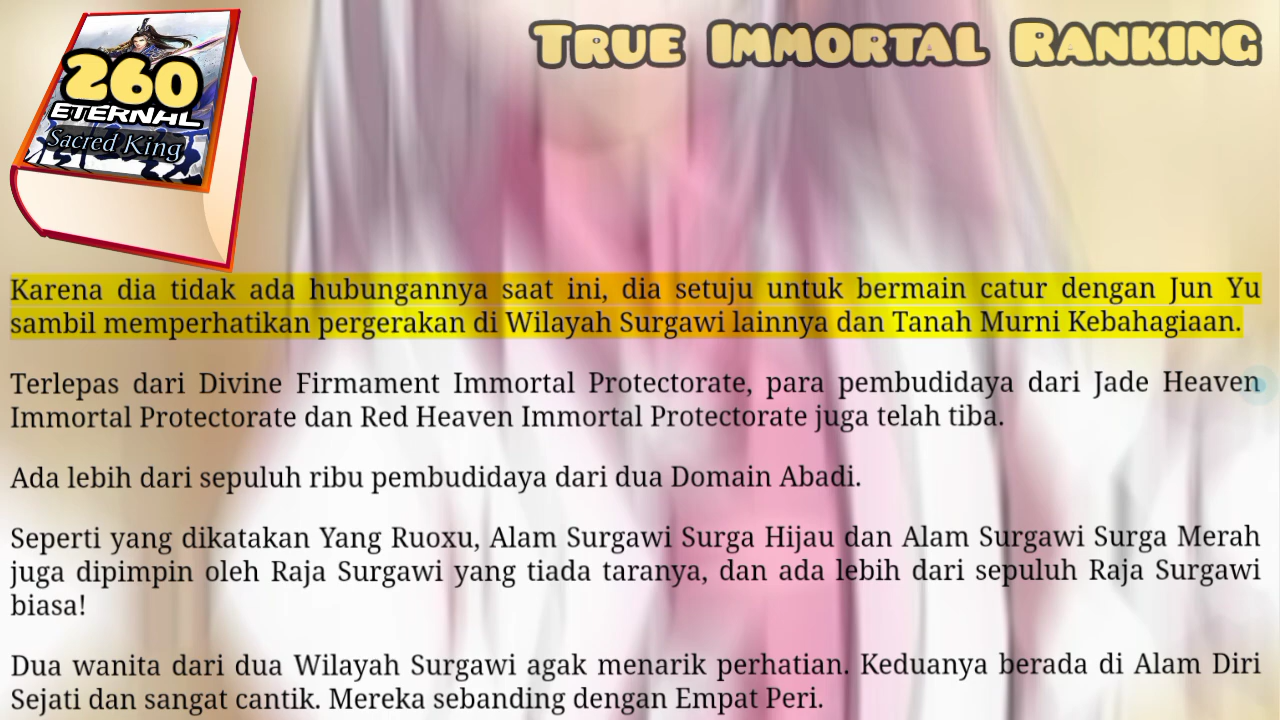 True Immortal Ranking
260
ETERNAL
Sacred King
Karena dia tidak ada hubungannya saat ini, dia setuju untuk bermain catur dengan Jun Yu
sambil memperhatikan pergerakan di Wilayah Surgawi lainnya dan Tanah Murni Kebahagiaan.
Terlepas dari Divine Firmament Immortal Protectorate, para pembudidaya dari Jade Heaven
Immortal Protectorate dan Red Heaven Immortal Protectorate juga telah tiba.
Ada lebih dari sepuluh ribu pembudidaya dari dua Domain Abadi.
Seperti yang dikatakan Yang Ruoxu, Alam Surgawi Surga Hijau dan Alam Surgawi Surga Merah
juga dipimpin oleh Raja Surgawi yang tiada taranya, dan ada lebih dari sepuluh Raja Surgawi
biasa!
Dua wanita dari dua Wilayah Surgawi agak menarik perhatian. Keduanya berada di Alam Diri
Sejati dan sangat cantik. Mereka sebanding dengan Empat Peri.